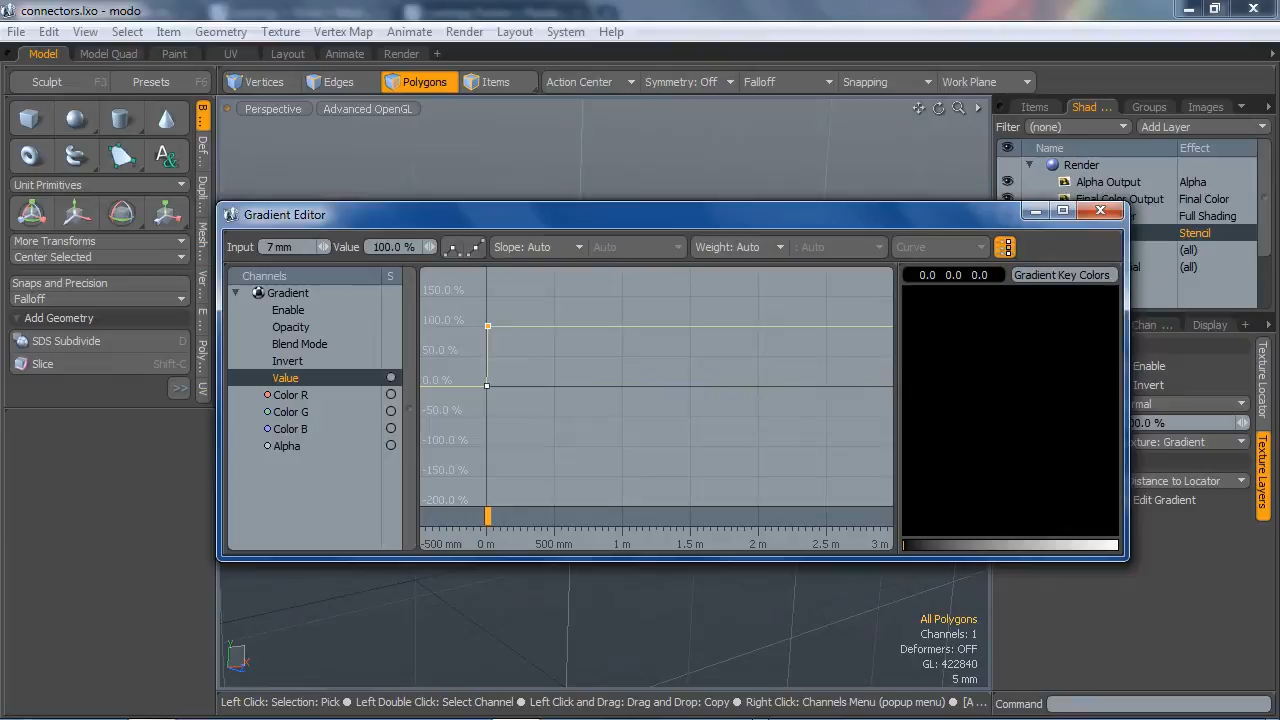 connectors.lxo - modo
File Edit View Select Item Geometry Texture Vertex Map Animate Render Layout System Help
Model Model Quad Paint UV Layout Animate Render +
Sculpt F3 Presets F6 Vertices Edges Polygons Items Action Center Symmetry: Off Falloff Snapping Work Plane
Perspective Advanced OpenGL
Items Shad ... Groups Images
Filter (none) Add Layer
Name Effect
Render
Alpha Output Alpha
Final Color Output Final Color
Full Shading
Stencil
(all)
(all)
B ...
Def ...
Dupli ...
Mesh ...
Ver ...
E ...
Poly ...
UV
Unit Primitives
More Transforms
Center Selected
Snaps and Precision
Falloff
Add Geometry
SDS Subdivide D
Slice Shift-C
>>
Gradient Editor
Input 7 mm Value 100.0 % Slope: Auto Auto Weight: Auto : Auto Curve
Channels S
Gradient
Enable
Opacity
Blend Mode
Invert
Value
Color R
Color G
Color B
Alpha
150.0 %
100.0 %
50.0 %
0.0 %
-50.0 %
-100.0 %
-150.0 %
-200.0 %
-500 mm 0 m 500 mm 1 m 1.5 m 2 m 2.5 m 3 m
0.0 0.0 0.0 Gradient Key Colors
Chan ... Display +
Enable
Invert
Distance to Locator
Edit Gradient
Texture Locator
Texture Layers
All Polygons
Channels: 1
Deformers: OFF
GL: 422840
5 mm
Y
X
Left Click: Selection: Pick ● Left Double Click: Select Channel ● Left Click and Drag: Drag and Drop: Copy ● Right Click: Channels Menu (popup menu) ● [A ...
Command